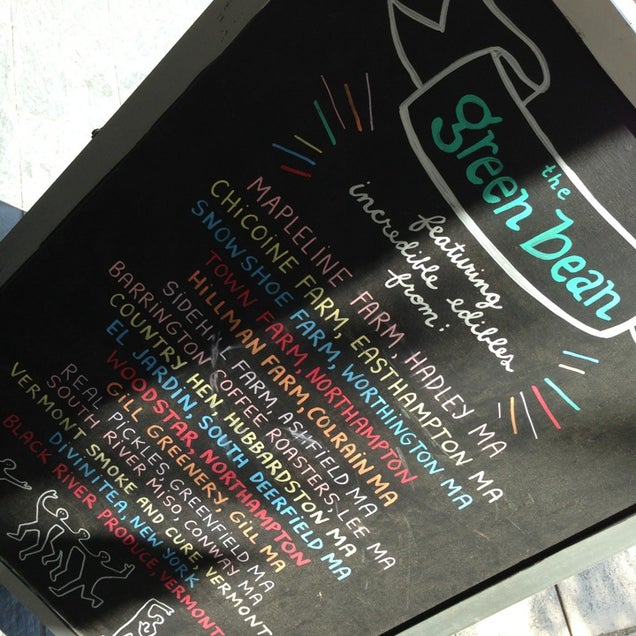 the
green bean
featuring
incredible edibles
from:
MAPLELINE FARM, HADLEY MA
CHICOINE FARM, EASTHAMPTON MA
SNOWSHOE FARM, WORTHINGTON MA
TOWN FARM, NORTHAMPTON
HILLMAN FARM, COLRAIN MA
SIDEHILL FARM, ASHFIELD MA
BARRINGTON COFFEE ROASTERS, LEE MA
COUNTRY HEN, HUBBARDSTON MA
EL JARDIN, SOUTH DEERFIELD MA
WOODSTAR, NORTHAMPTON
GILL GREENERY, GILL MA
REAL PICKLES, GREENFIELD MA
SOUTH RIVER MISO, CONWAY MA
VERMONT SMOKE AND CURE, VERMONT
DIVINITEA, NEW YORK
BLACK RIVER PRODUCE, VERMONT